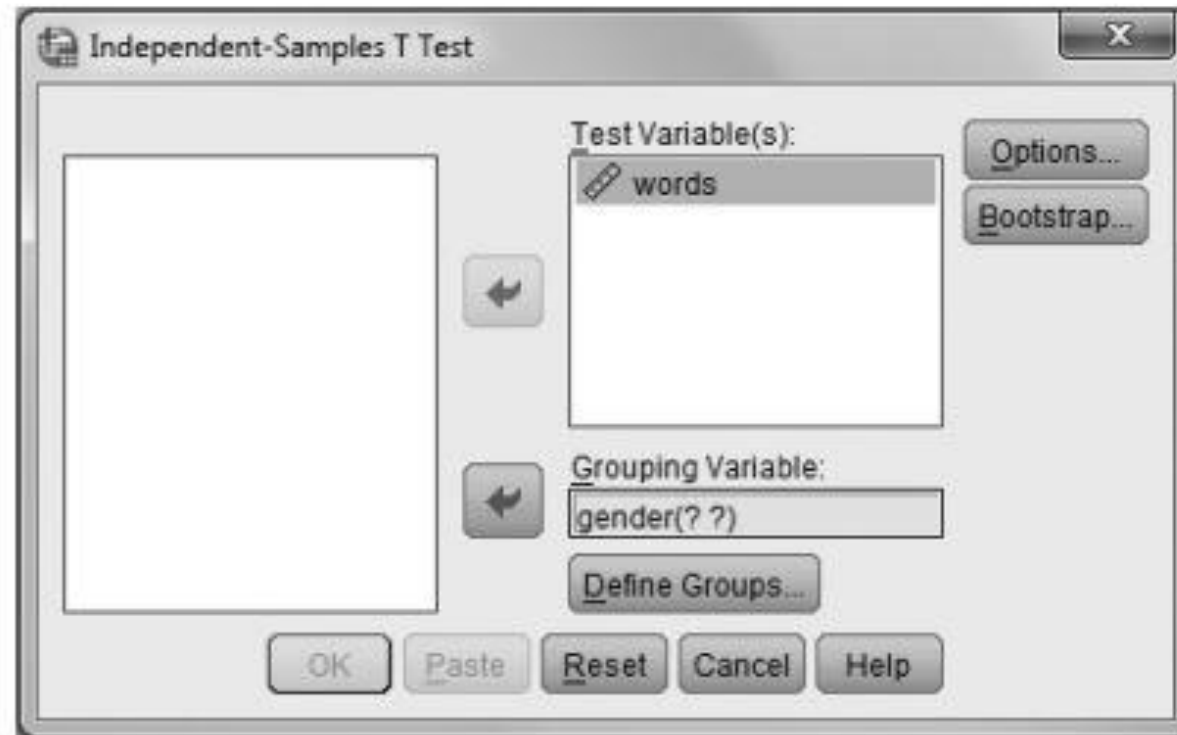 Independent-Samples T Test
Test Variable(s):
words
Options...
Bootstrap...
Grouping Variable:
gender(? ?)
Define Groups...
OK Paste Reset Cancel Help